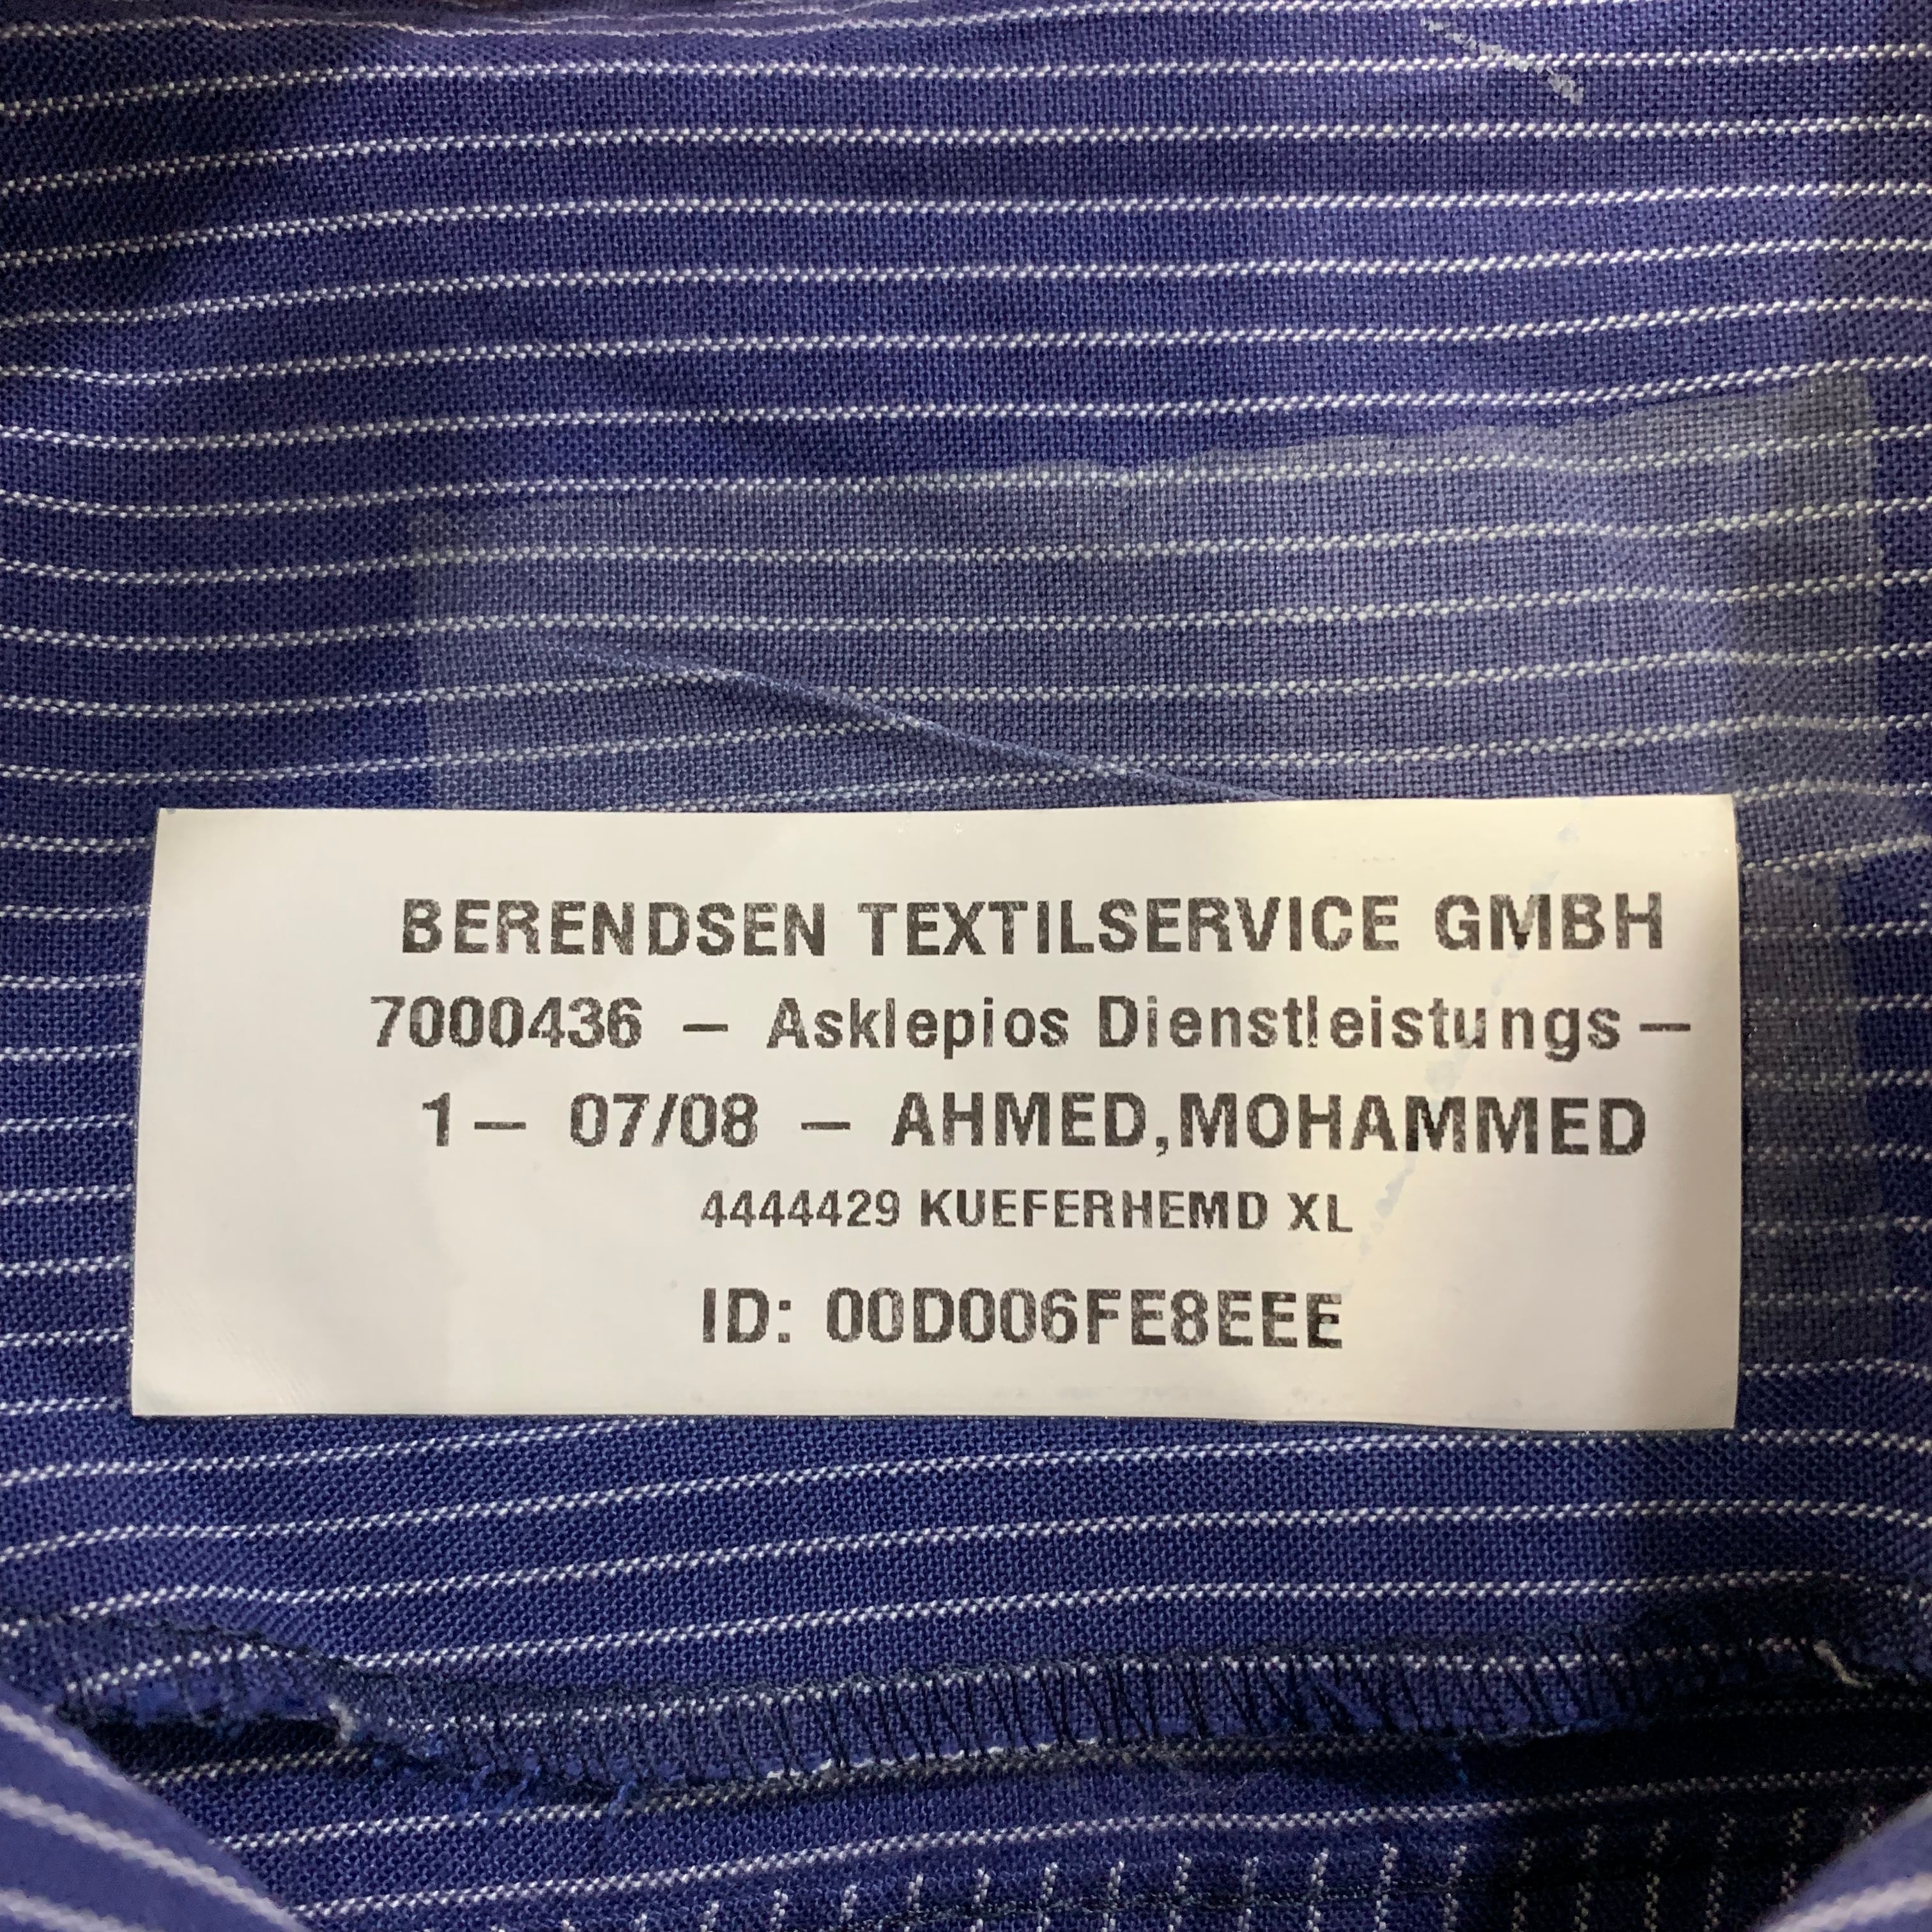 BERENDSEN TEXTILSERVICE GMBH
7000436 – Asklepios Dienstleistungs–
1– 07/08 – AHMED,MOHAMMED
4444429 KUEFERHEMD XL
ID: 00D006FE8EEE